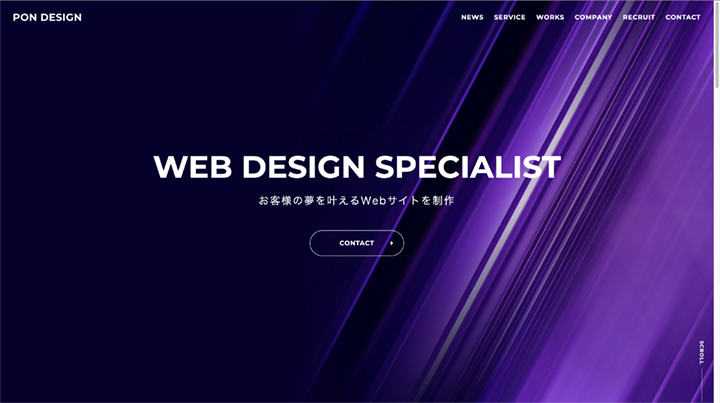 PON DESIGN
NEWS SERVICE WORKS COMPANY RECRUIT CONTACT
WEB DESIGN SPECIALIST
お客様の夢を叶えるWebサイトを制作
CONTACT
SCROLL